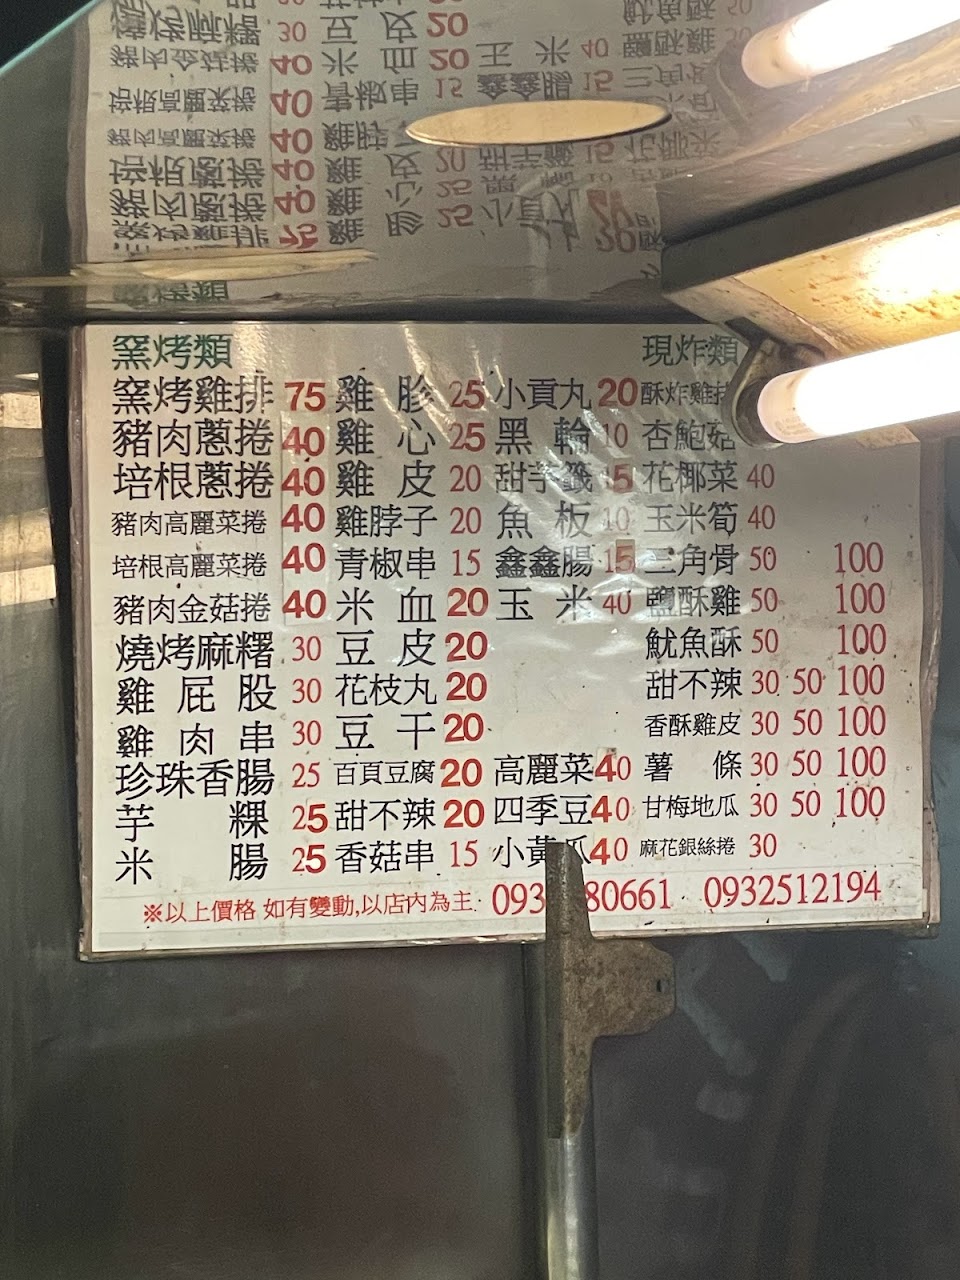 窯烤類 現炸類
窯烤雞排 75 雞胗 25 小貢丸 20 酥炸雞排
豬肉蔥捲 40 雞心 25 黑輪 10 杏鮑菇
培根蔥捲 40 雞皮 20 甜芋籤 15 花椰菜 40
豬肉高麗菜捲 40 雞脖子 20 魚板 10 玉米筍 40
培根高麗菜捲 40 青椒串 15 鑫鑫腸 15 三角骨 50 100
豬肉金菇捲 40 米血 20 玉米 40 鹽酥雞 50 100
燒烤麻糬 30 豆皮 20 魷魚酥 50 100
雞屁股 30 花枝丸 20 甜不辣 30 50 100
雞肉串 30 豆干 20 香酥雞皮 30 50 100
珍珠香腸 25 百頁豆腐 20 高麗菜 40 薯條 30 50 100
芋粿 25 甜不辣 20 四季豆 40 甘梅地瓜 30 50 100
米腸 25 香菇串 15 小黃瓜 40 麻花銀絲捲 30
※以上價格 如有變動,以店內為主 0932512194